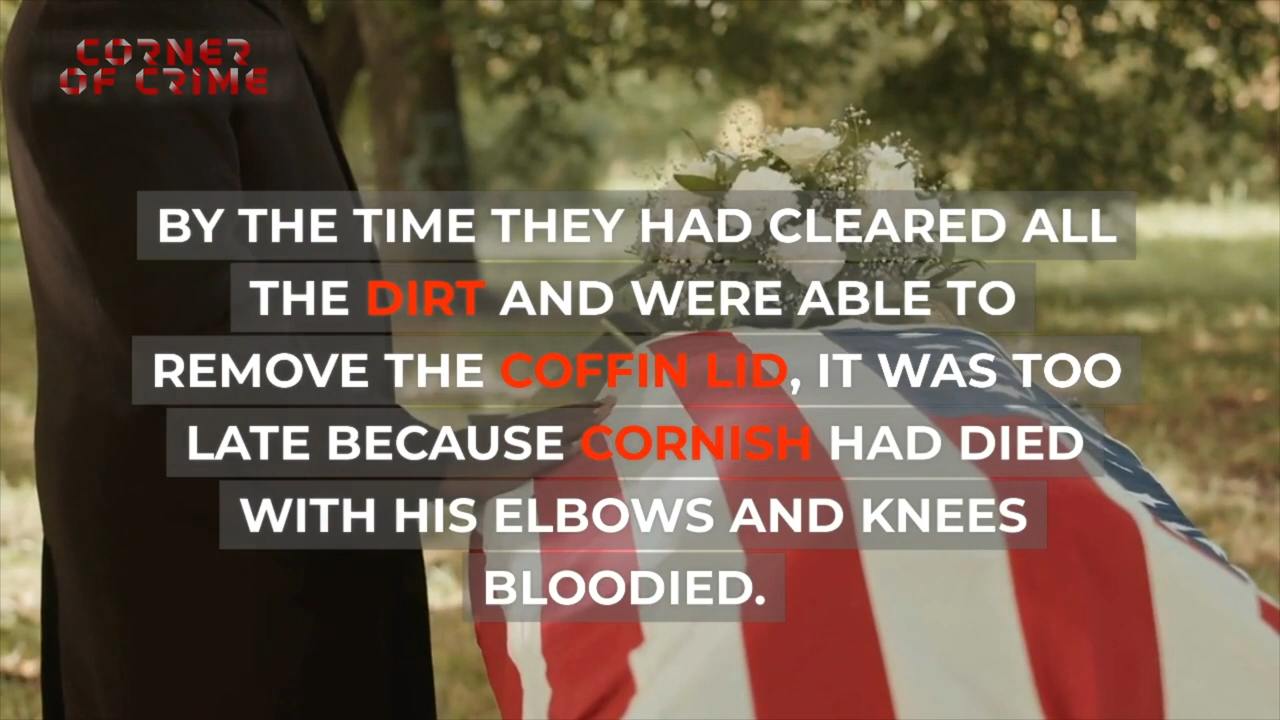 CORNER
OF CRIME
BY THE TIME THEY HAD CLEARED ALL
THE DIRT AND WERE ABLE TO
REMOVE THE COFFIN LID, IT WAS TOO
LATE BECAUSE CORNISH HAD DIED
WITH HIS ELBOWS AND KNEES
BLOODIED.